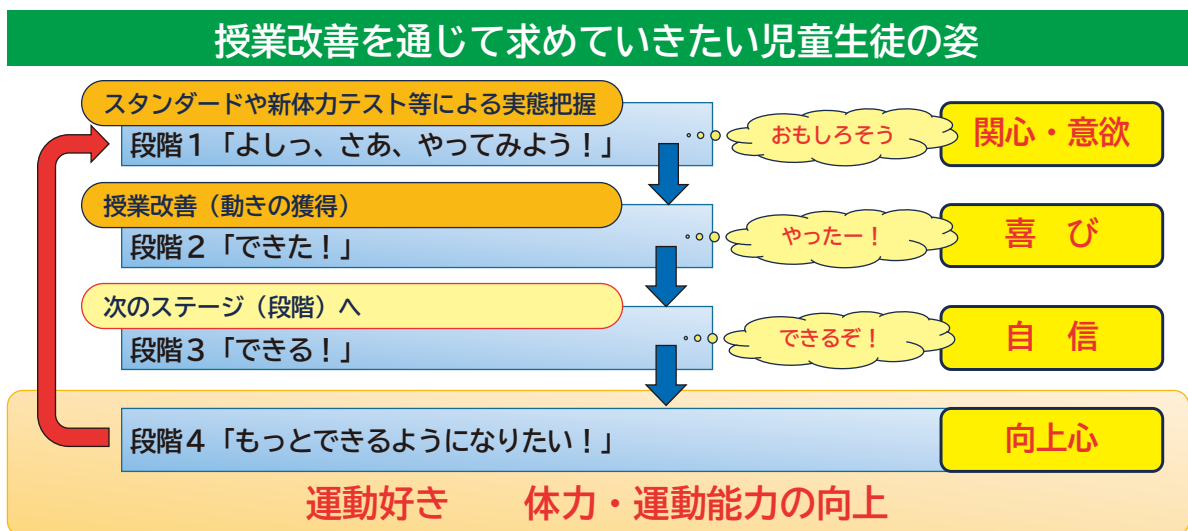 授業改善を通じて求めていきたい児童生徒の姿
スタンダードや新体力テスト等による実態把握
段階１「よしっ、さあ、やってみよう！」
おもしろそう
関心・意欲
授業改善（動きの獲得）
段階２「できた！」
やったー！
喜　び
次のステージ（段階）へ
段階３「できる！」
できるぞ！
自　信
段階４「もっとできるようになりたい！」
向上心
運動好き　　体力・運動能力の向上